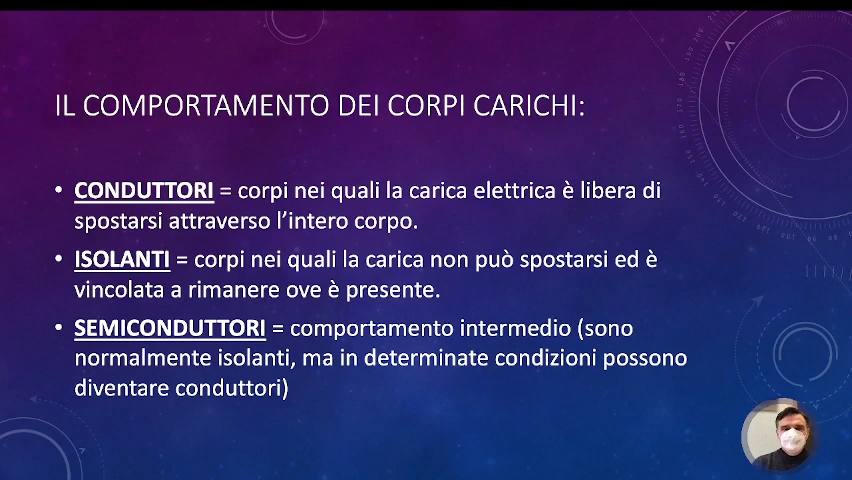 IL COMPORTAMENTO DEI CORPI CARICHI:
• CONDUTTORI = corpi nei quali la carica elettrica è libera di
spostarsi attraverso l'intero corpo.
• ISOLANTI = corpi nei quali la carica non può spostarsi ed è
vincolata a rimanere ove è presente.
• SEMICONDUTTORI = comportamento intermedio (sono
normalmente isolanti, ma in determinate condizioni possono
diventare conduttori)